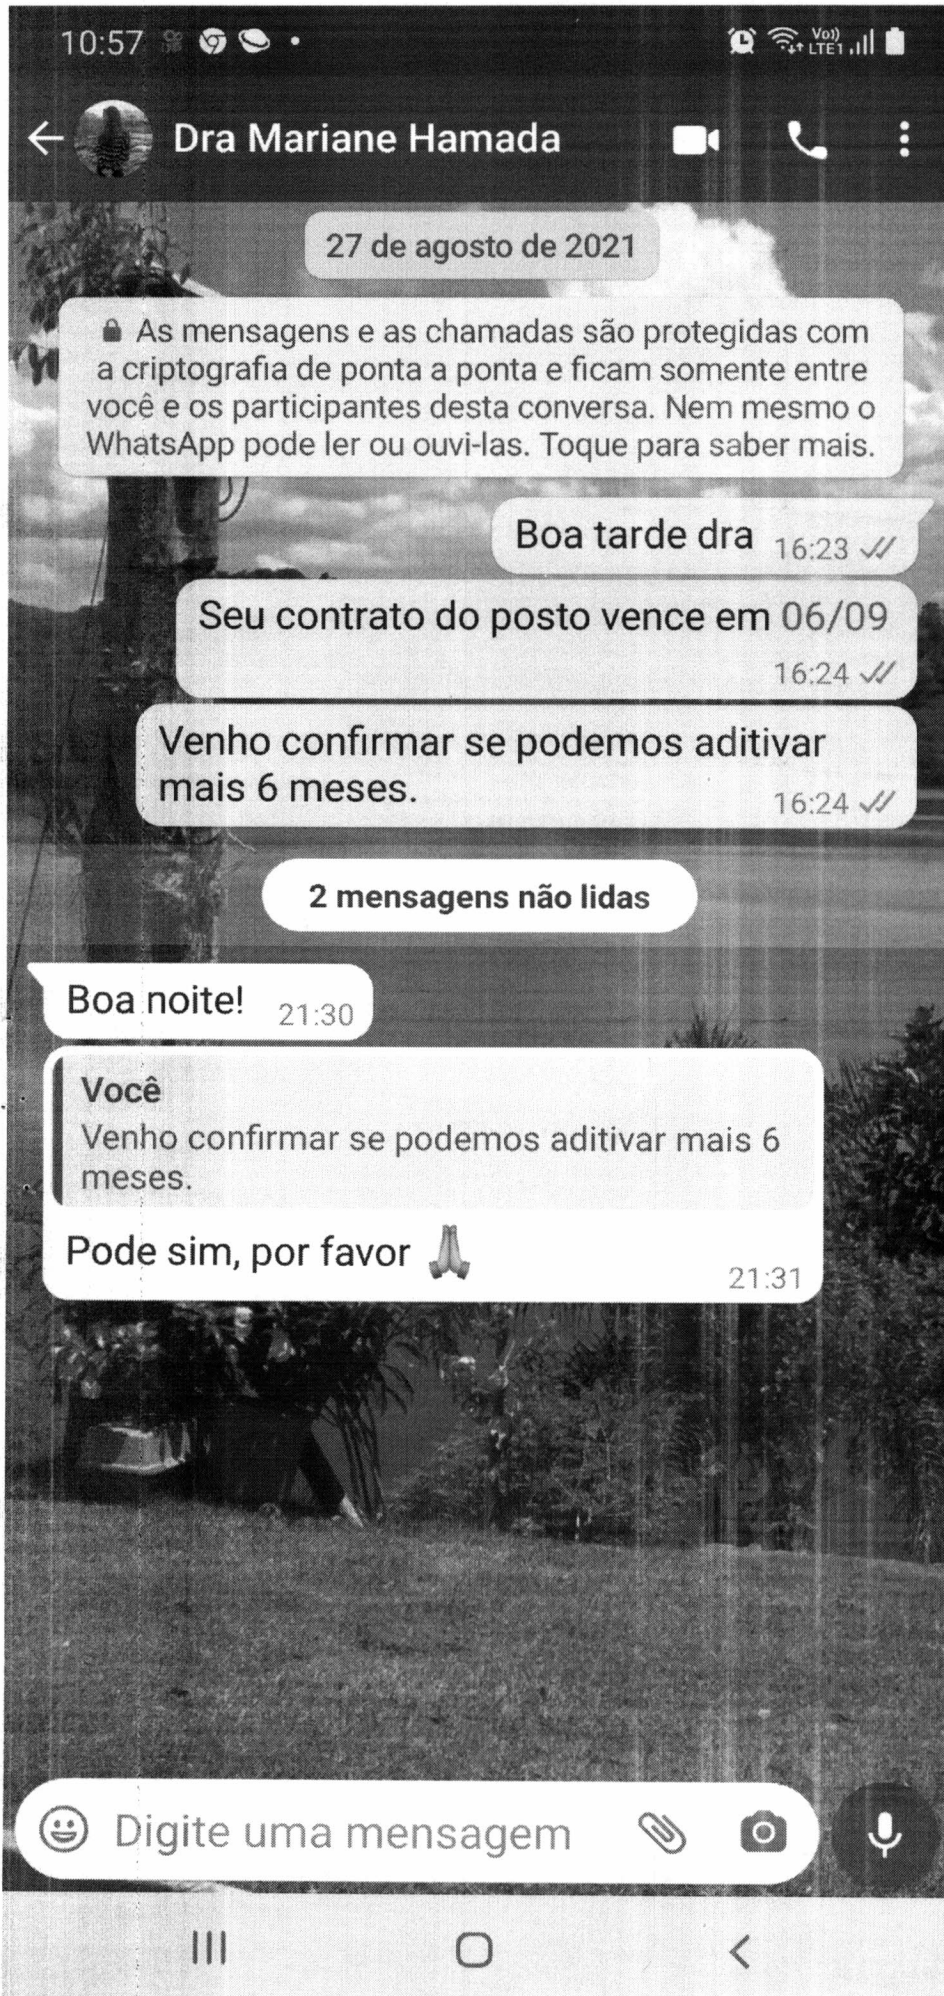 10:57
Vo))
LTE1
Dra Mariane Hamada
27 de agosto de 2021
As mensagens e as chamadas são protegidas com
a criptografia de ponta a ponta e ficam somente entre
você e os participantes desta conversa. Nem mesmo o
WhatsApp pode ler ou ouvi-las. Toque para saber mais.
Boa tarde dra 16:23
Seu contrato do posto vence em 06/09
16:24
Venho confirmar se podemos aditivar
mais 6 meses.
16:24
2 mensagens não lidas
Boa noite! 21:30
Você
Venho confirmar se podemos aditivar mais 6
meses.
Pode sim, por favor 🙏
21:31
Digite uma mensagem